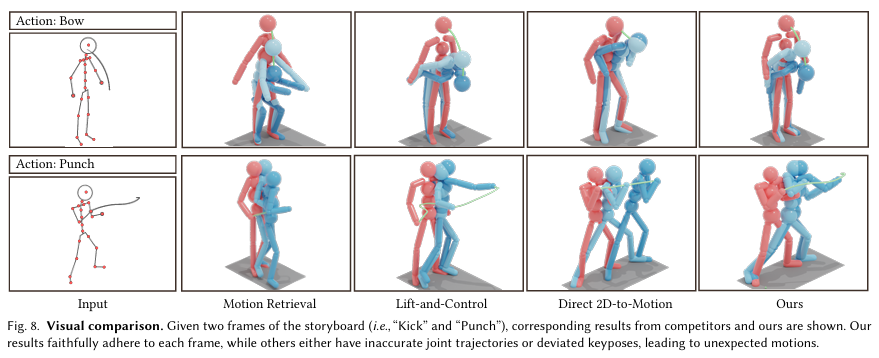 Action: Bow
Action: Punch
Input
Motion Retrieval
Lift-and-Control
Direct 2D-to-Motion
Ours
Fig. 8. Visual comparison. Given two frames of the storyboard (i.e., “Kick” and “Punch”), corresponding results from competitors and ours are shown. Our
results faithfully adhere to each frame, while others either have inaccurate joint trajectories or deviated keyposes, leading to unexpected motions.